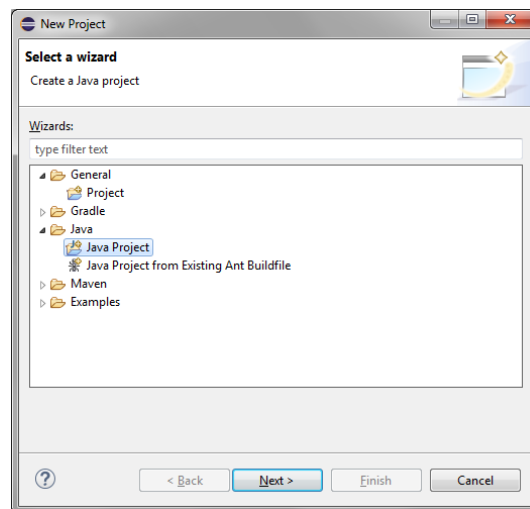 New Project
Select a wizard
Create a Java project
Wizards:
type filter text
General
Project
Gradle
Java
Java Project
Java Project from Existing Ant Buildfile
Maven
Examples
? < Back Next > Finish Cancel